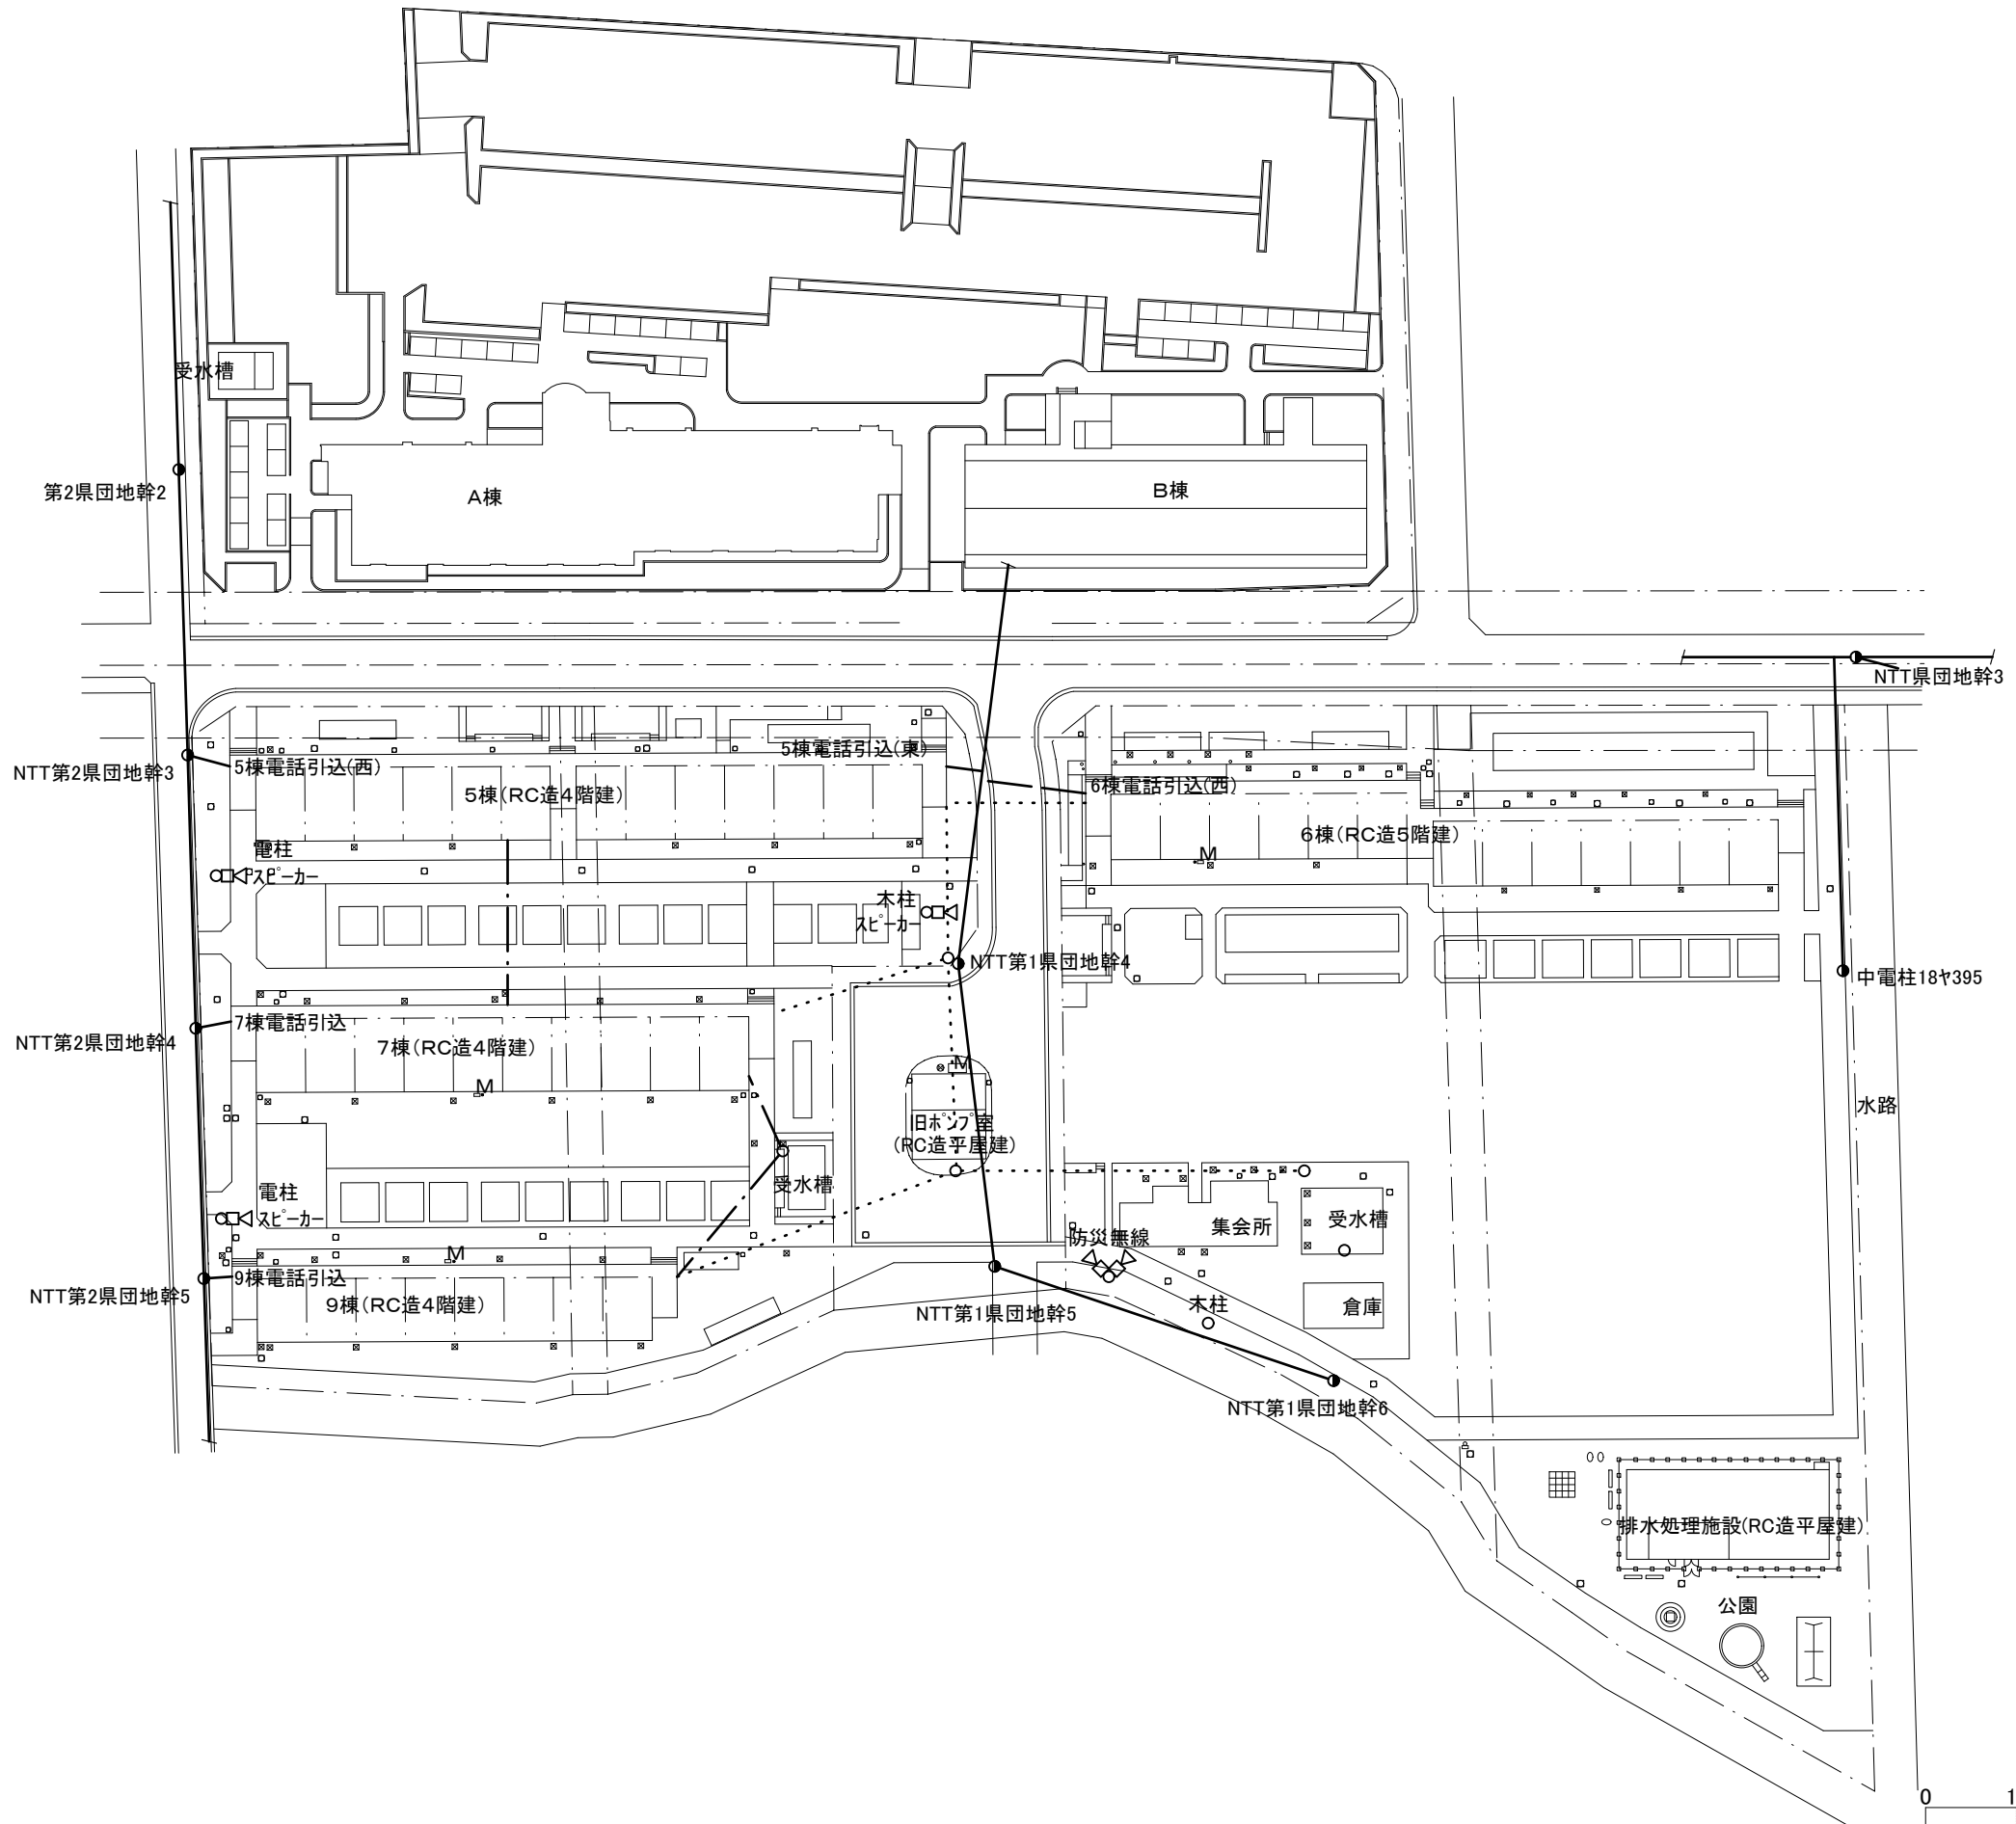 受水槽
第2県団地幹2
A棟
B棟
NTT県団地幹3
5棟電話引込(東)
NTT第2県団地幹3
5棟電話引込(西)
5棟(RC造4階建)
6棟電話引込(西)
6棟(RC造5階建)
M
電柱
スピーカー
木柱
スピーカー
NTT第1県団地幹4
中電柱18ヤ395
7棟電話引込
NTT第2県団地幹4
7棟(RC造4階建)
M
M
旧ポンプ室
(RC造平屋建)
水路
受水槽
電柱
スピーカー
集会所
受水槽
防災無線
M
9棟電話引込
NTT第2県団地幹5
9棟(RC造4階建)
NTT第1県団地幹5
木柱
倉庫
NTT第1県団地幹6
排水処理施設(RC造平屋建)
公園
0 1